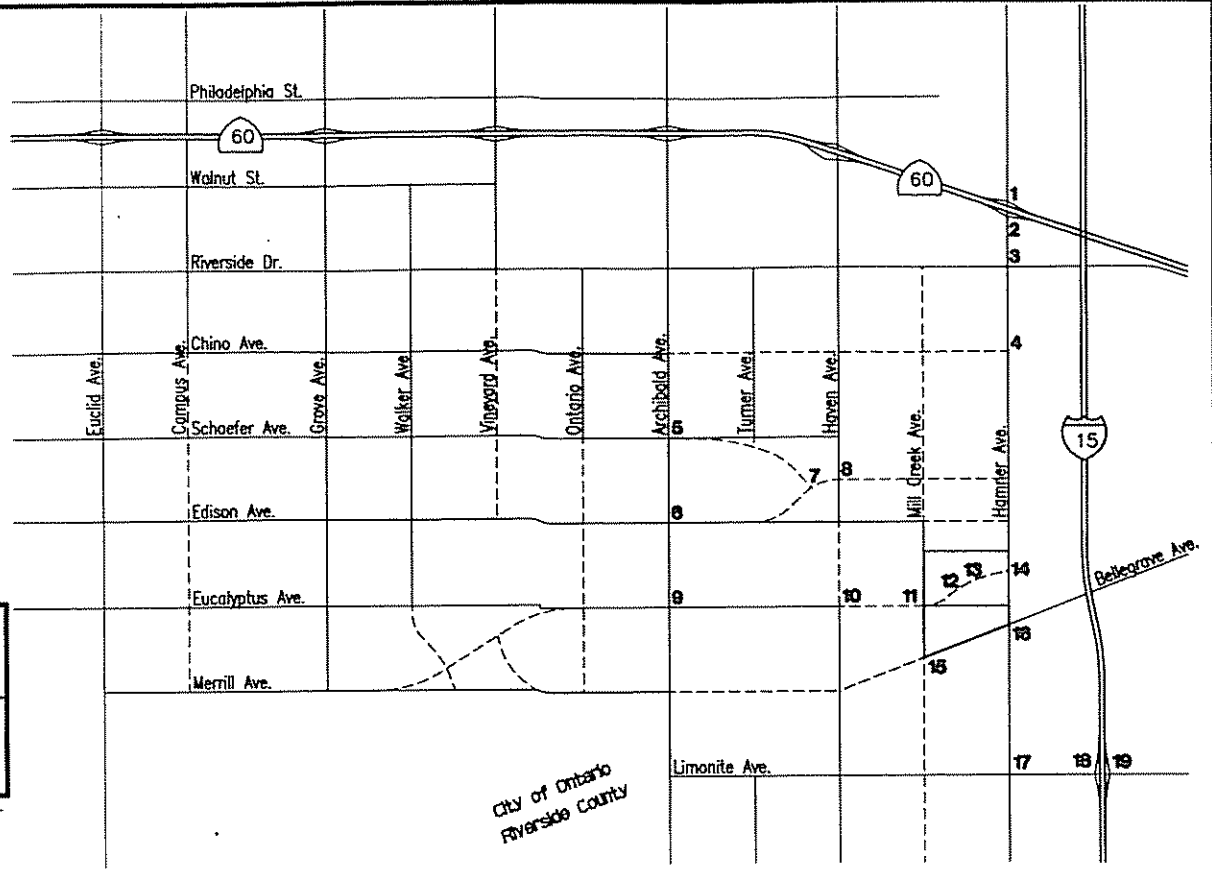 Philadelphia St.
60
Walnut St.
60
1
2
Riverside Dr.
3
Chino Ave.
4
Euclid Ave.
Campus Ave.
Grove Ave.
Walker Ave
Vineyard Ave.
Ontario Ave.
Archibald Ave.
Turner Ave.
Haven Ave.
Mill Creek Ave.
Hamner Ave.
15
Schaefer Ave.
5
7
8
Edison Ave.
6
Bellegrave Ave.
12
13
14
Eucalyptus Ave.
9
10
11
16
15
Merrill Ave.
Limonite Ave.
17
18
19
City of Ontario
Riverside County